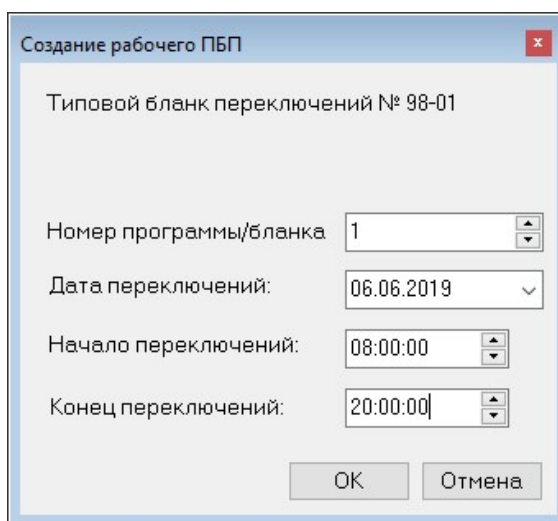 Создание рабочего ПБП
Типовой бланк переключений № 98-01
Номер программы/бланка 1
Дата переключений: 06.06.2019
Начало переключений: 08:00:00
Конец переключений: 20:00:00
OK Отмена